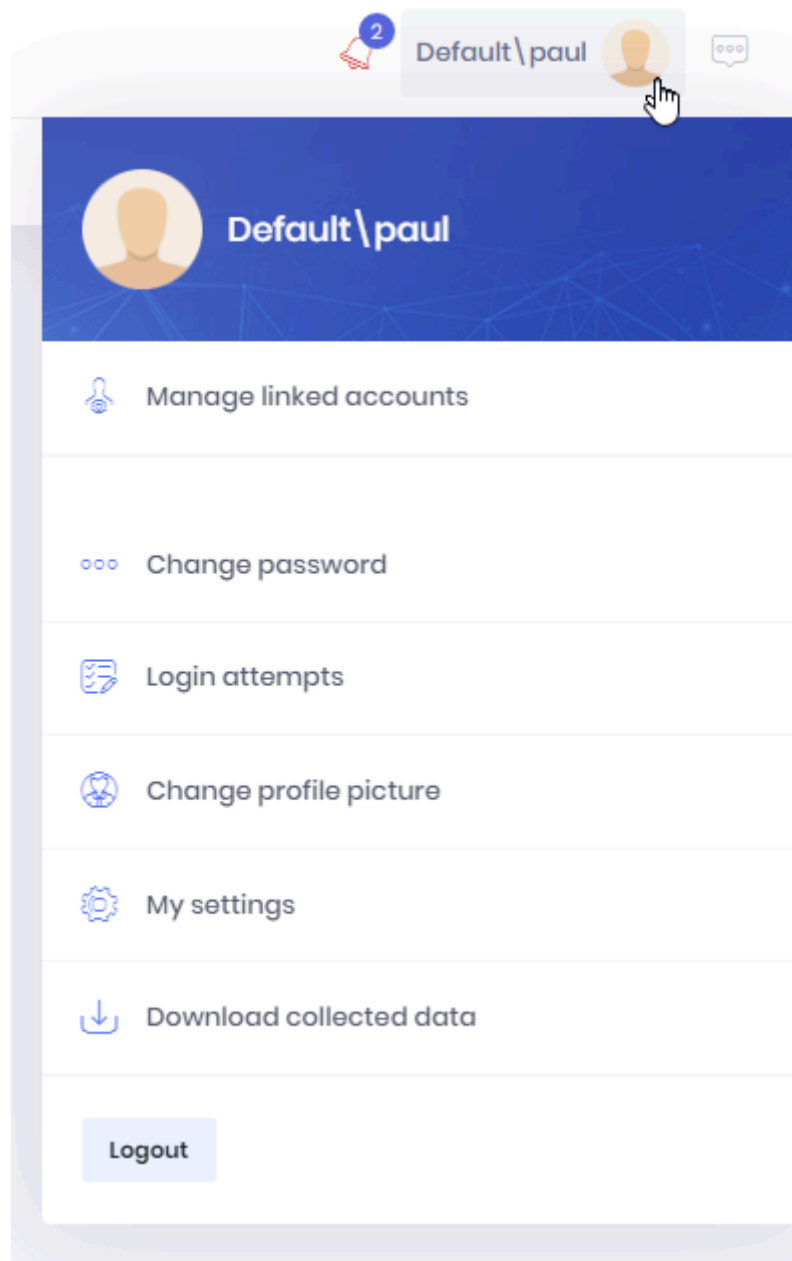 2
Default\paul
Default\paul
Manage linked accounts
Change password
Login attempts
Change profile picture
My settings
Download collected data
Logout